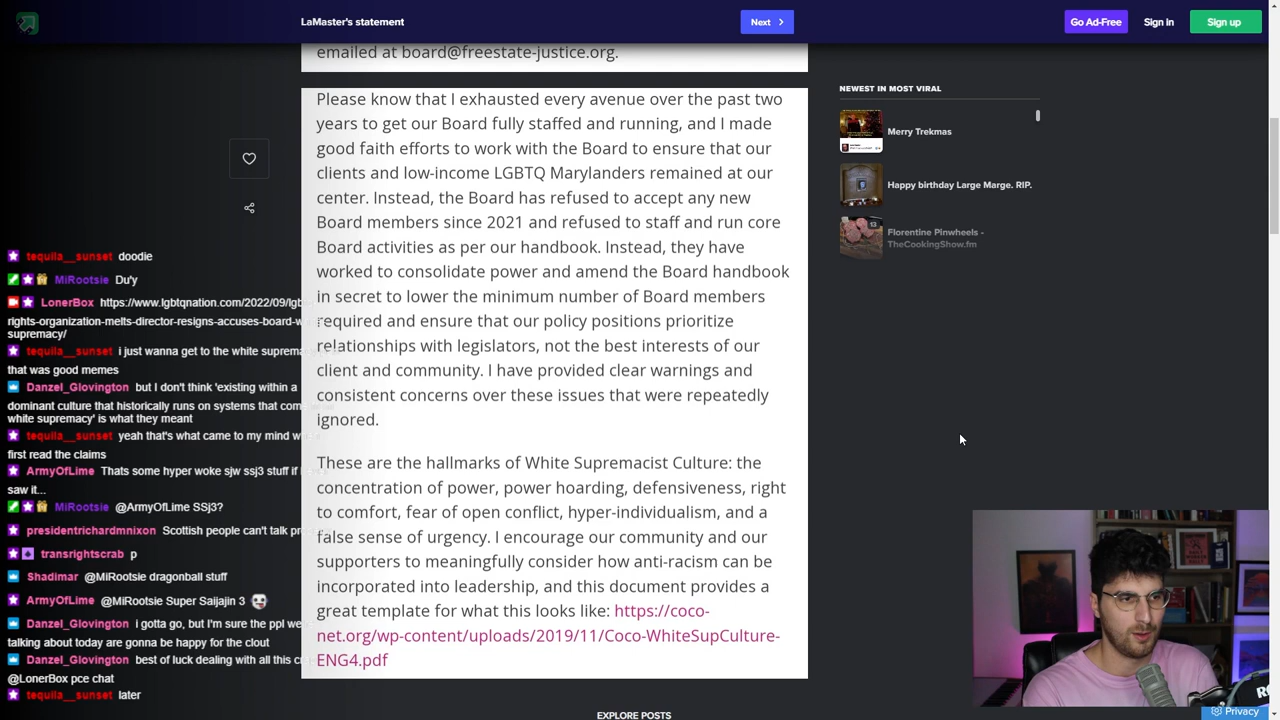 LaMaster's statement
Next
Go Ad-Free
Sign in
Sign up
emailed at board@freestate-justice.org.
Please know that I exhausted every avenue over the past two
years to get our Board fully staffed and running, and I made
good faith efforts to work with the Board to ensure that our
clients and low-income LGBTQ Marylanders remained at our
center. Instead, the Board has refused to accept any new
Board members since 2021 and refused to staff and run core
Board activities as per our handbook. Instead, they have
worked to consolidate power and amend the Board handbook
in secret to lower the minimum number of Board members
required and ensure that our policy positions prioritize
relationships with legislators, not the best interests of our
client and community. I have provided clear warnings and
consistent concerns over these issues that were repeatedly
ignored.
These are the hallmarks of White Supremacist Culture: the
concentration of power, power hoarding, defensiveness, right
to comfort, fear of open conflict, hyper-individualism, and a
false sense of urgency. I encourage our community and our
supporters to meaningfully consider how anti-racism can be
incorporated into leadership, and this document provides a
great template for what this looks like: https://coco-
net.org/wp-content/uploads/2019/11/Coco-WhiteSupCulture-
ENG4.pdf
EXPLORE POSTS
NEWEST IN MOST VIRAL
Merry Trekmas
Happy birthday Large Marge. RIP.
13
Florentine Pinwheels -
TheCookingShow.fm
tequila__sunset doodie
MiRootsie Du'y
LonerBox https://www.lgbtqnation.com/2022/09/lgb
rights-organization-melts-director-resigns-accuses-board-w
supremacy/
tequila__sunset i just wanna get to the white suprema
that was good memes
Danzel_Glovington but I don't think 'existing within a
dominant culture that historically runs on systems that com
white supremacy' is what they meant
tequila__sunset yeah that's what came to my mind w
first read the claims
ArmyOfLime Thats some hyper woke sjw ssj3 stuff if
saw it...
MiRootsie @ArmyOfLime SSj3?
presidentrichardmnixon Scottish people can't talk pr
transrightscrab p
Shadimar @MiRootsie dragonball stuff
ArmyOfLime @MiRootsie Super Saijajin 3
Danzel_Glovington i gotta go, but I'm sure the ppl we
talking about today are gonna be happy for the clout
Danzel_Glovington best of luck dealing with all this c
@LonerBox pce chat
tequila__sunset later
Privacy